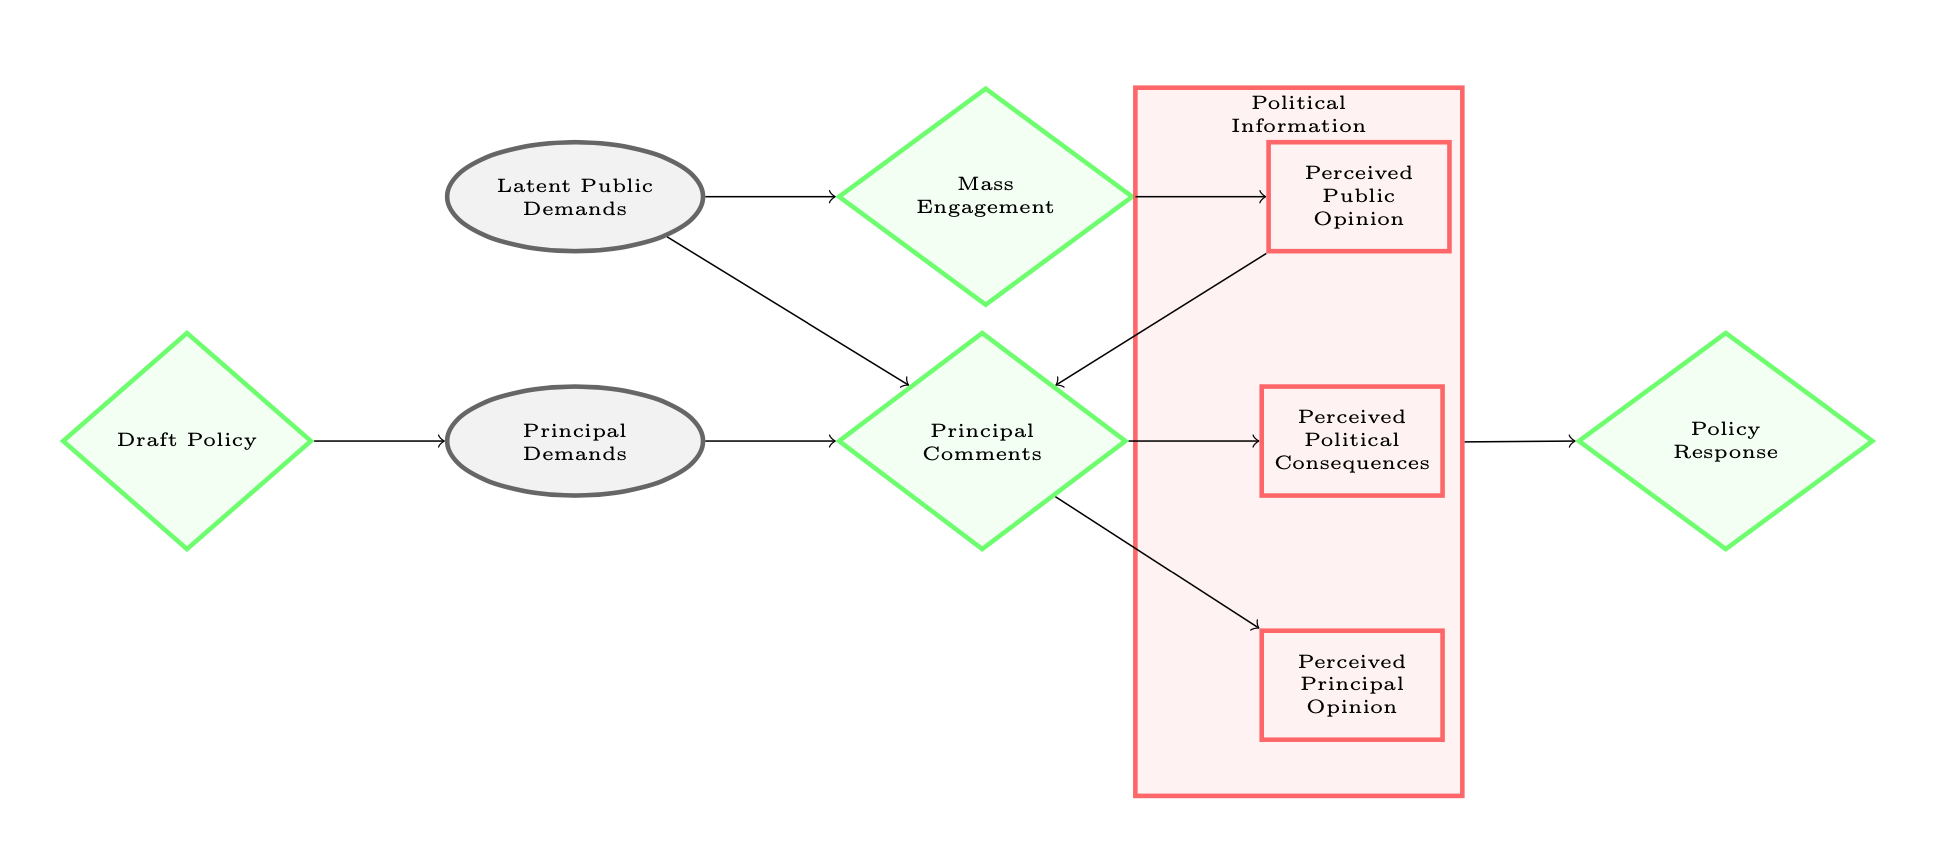 Political
Information
Latent Public
Demands
Mass
Engagement
Perceived
Public
Opinion
Draft Policy
Principal
Demands
Principal
Comments
Perceived
Political
Consequences
Policy
Response
Perceived
Principal
Opinion